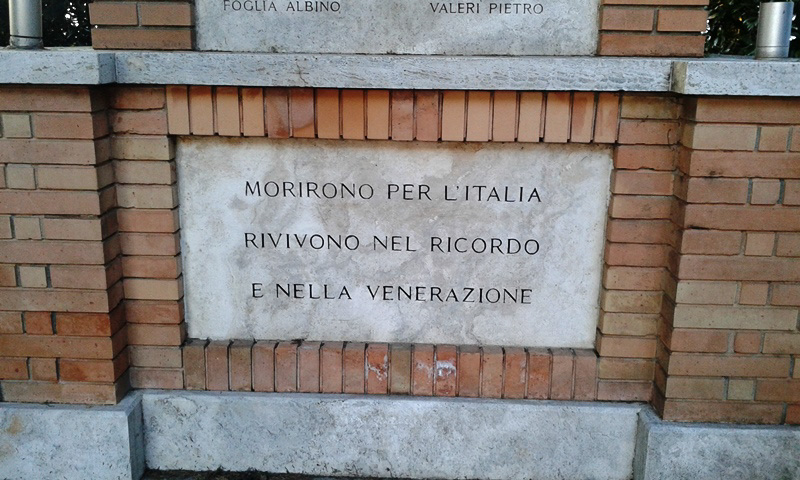 FOGLIA ALBINO VALERI PIETRO
MORIRONO PER L'ITALIA
RIVIVONO NEL RICORDO
E NELLA VENERAZIONE